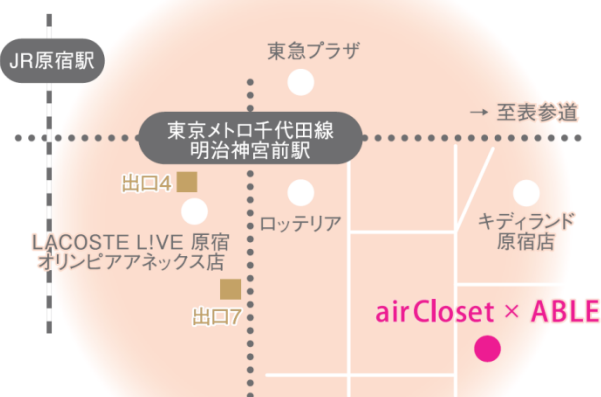 東急プラザ
JR原宿駅
→ 至表参道
東京メトロ千代田線
明治神宮前駅
出口4
ロッテリア
キディランド
原宿店
LACOSTE L!VE 原宿
オリンピアアネックス店
airCloset × ABLE
出口7